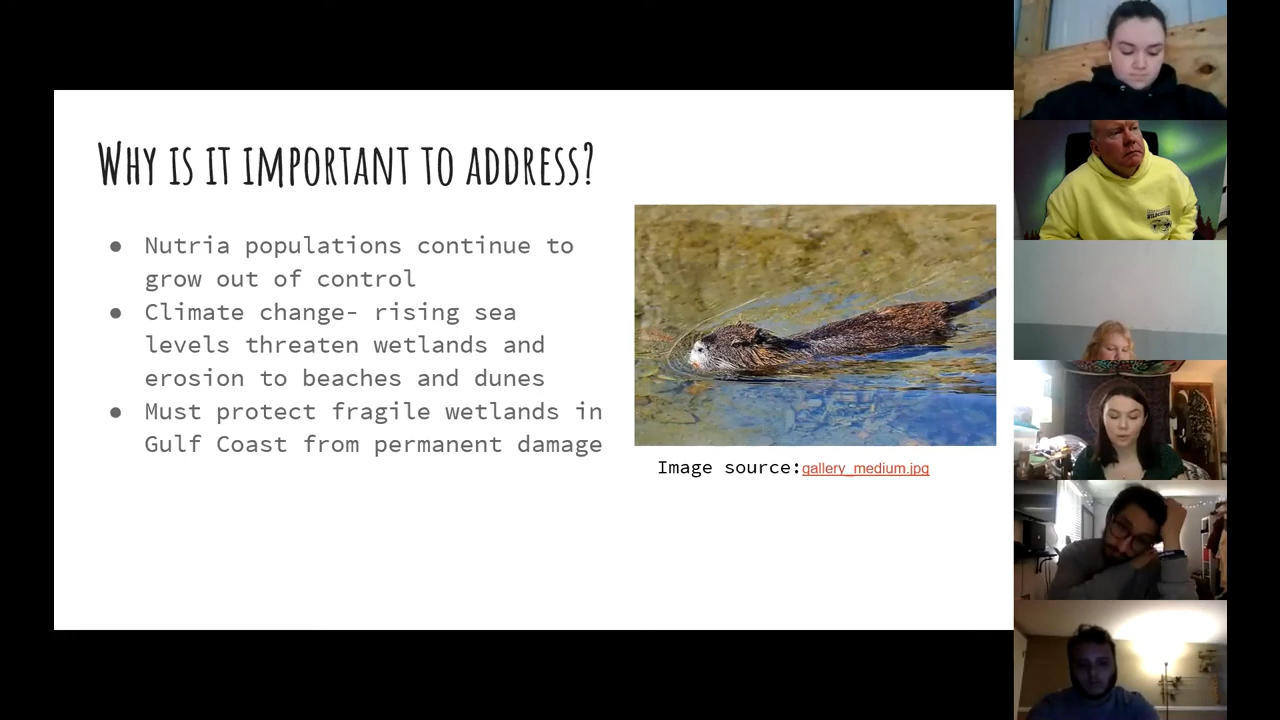 WHY IS IT IMPORTANT TO ADDRESS?
● Nutria populations continue to
grow out of control
● Climate change- rising sea
levels threaten wetlands and
erosion to beaches and dunes
● Must protect fragile wetlands in
Gulf Coast from permanent damage
Image source:gallery_medium.jpg